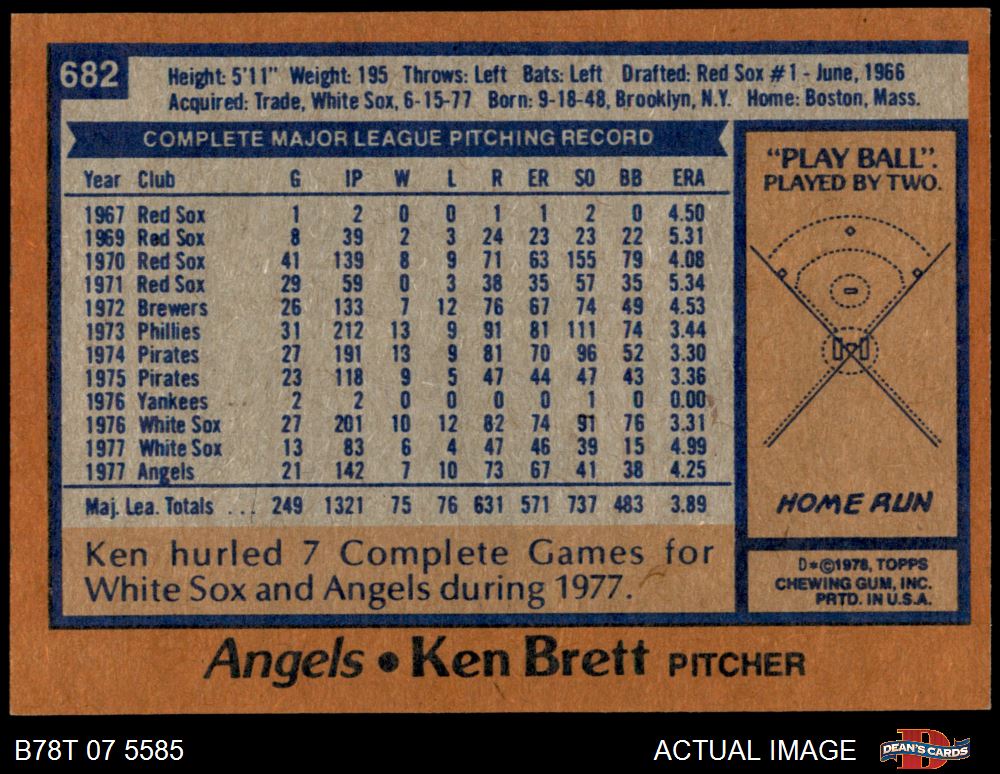 682
Height: 5'11" Weight: 195 Throws: Left Bats: Left Drafted: Red Sox #1 - June, 1966
Acquired: Trade, White Sox, 6-15-77 Born: 9-18-48, Brooklyn, N.Y. Home: Boston, Mass.
COMPLETE MAJOR LEAGUE PITCHING RECORD
Year Club G IP W L R ER SO BB ERA
1967 Red Sox 1 2 0 0 1 1 2 0 4.50
1969 Red Sox 8 39 2 3 24 23 23 22 5.31
1970 Red Sox 41 139 8 9 71 63 155 79 4.08
1971 Red Sox 29 59 0 3 38 35 57 35 5.34
1972 Brewers 26 133 7 12 76 67 74 49 4.53
1973 Phillies 31 212 13 9 91 81 111 74 3.44
1974 Pirates 27 191 13 9 81 70 96 52 3.30
1975 Pirates 23 118 9 5 47 44 47 43 3.36
1976 Yankees 2 2 0 0 0 0 1 0 0.00
1976 White Sox 27 201 10 12 82 74 91 76 3.31
1977 White Sox 13 83 6 4 47 46 39 15 4.99
1977 Angels 21 142 7 10 73 67 41 38 4.25
Maj. Lea. Totals ... 249 1321 75 76 631 571 737 483 3.89
Ken hurled 7 Complete Games for
White Sox and Angels during 1977.
"PLAY BALL".
PLAYED BY TWO.
HOME RUN
D*©1978, TOPPS
CHEWING GUM, INC.
PRTD. IN U.S.A.
Angels • Ken Brett PITCHER
B78T 07 5585
ACTUAL IMAGE
DEAN'S CARDS